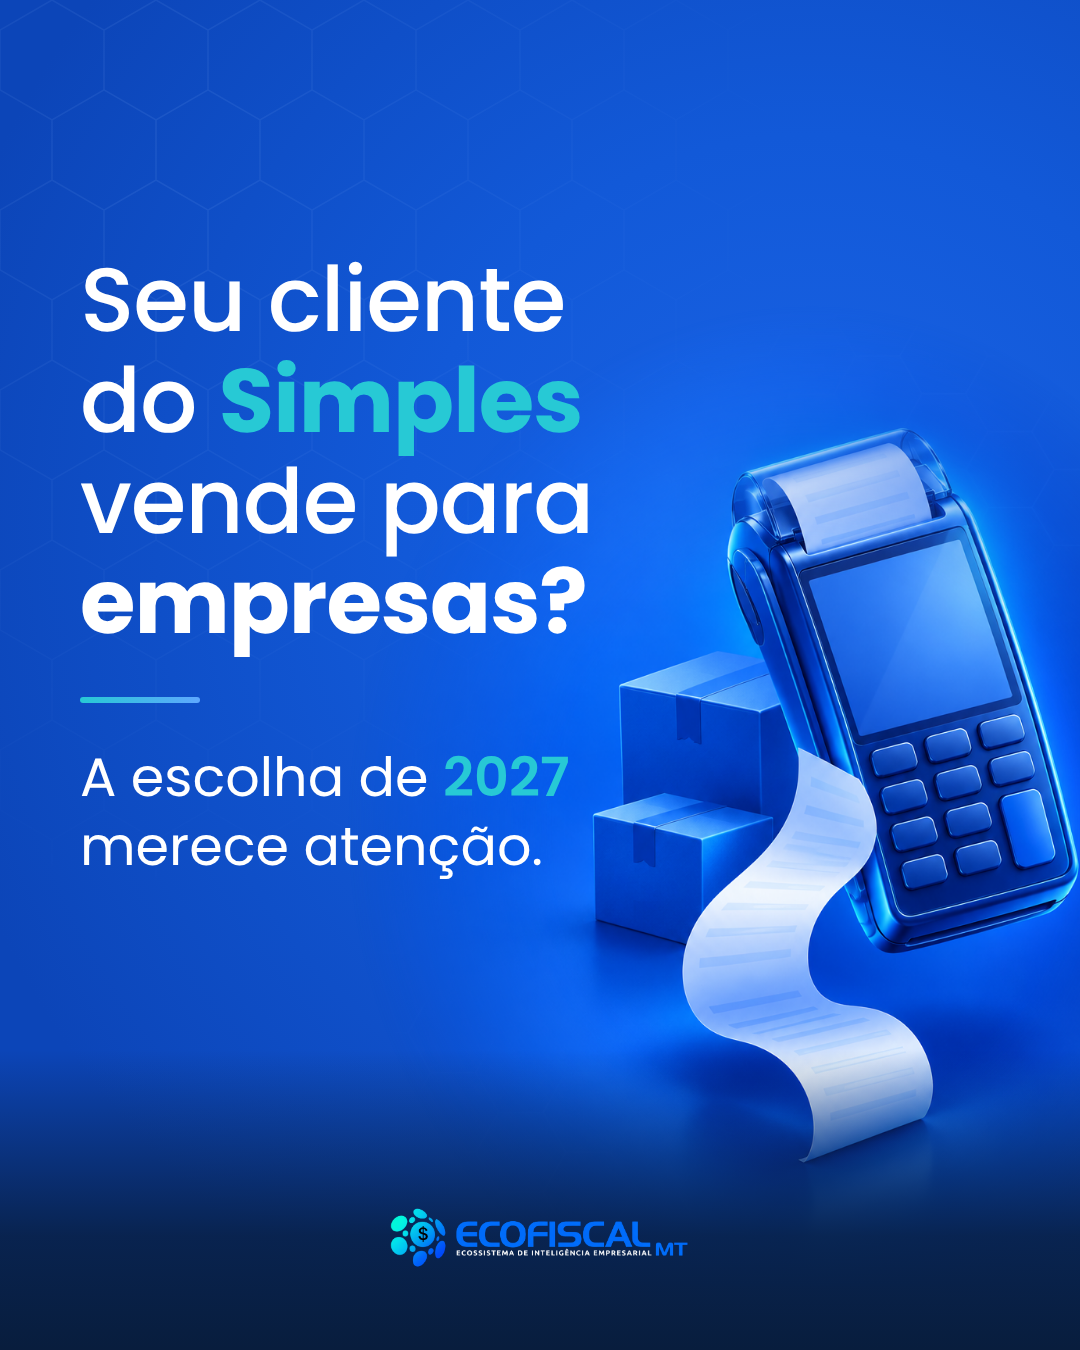 Seu cliente
do Simples
vende para
empresas?
A escolha de 2027
merece atenção.
$
ECOFISCAL
ECOSSISTEMA DE INTELIGÊNCIA EMPRESARIAL MT